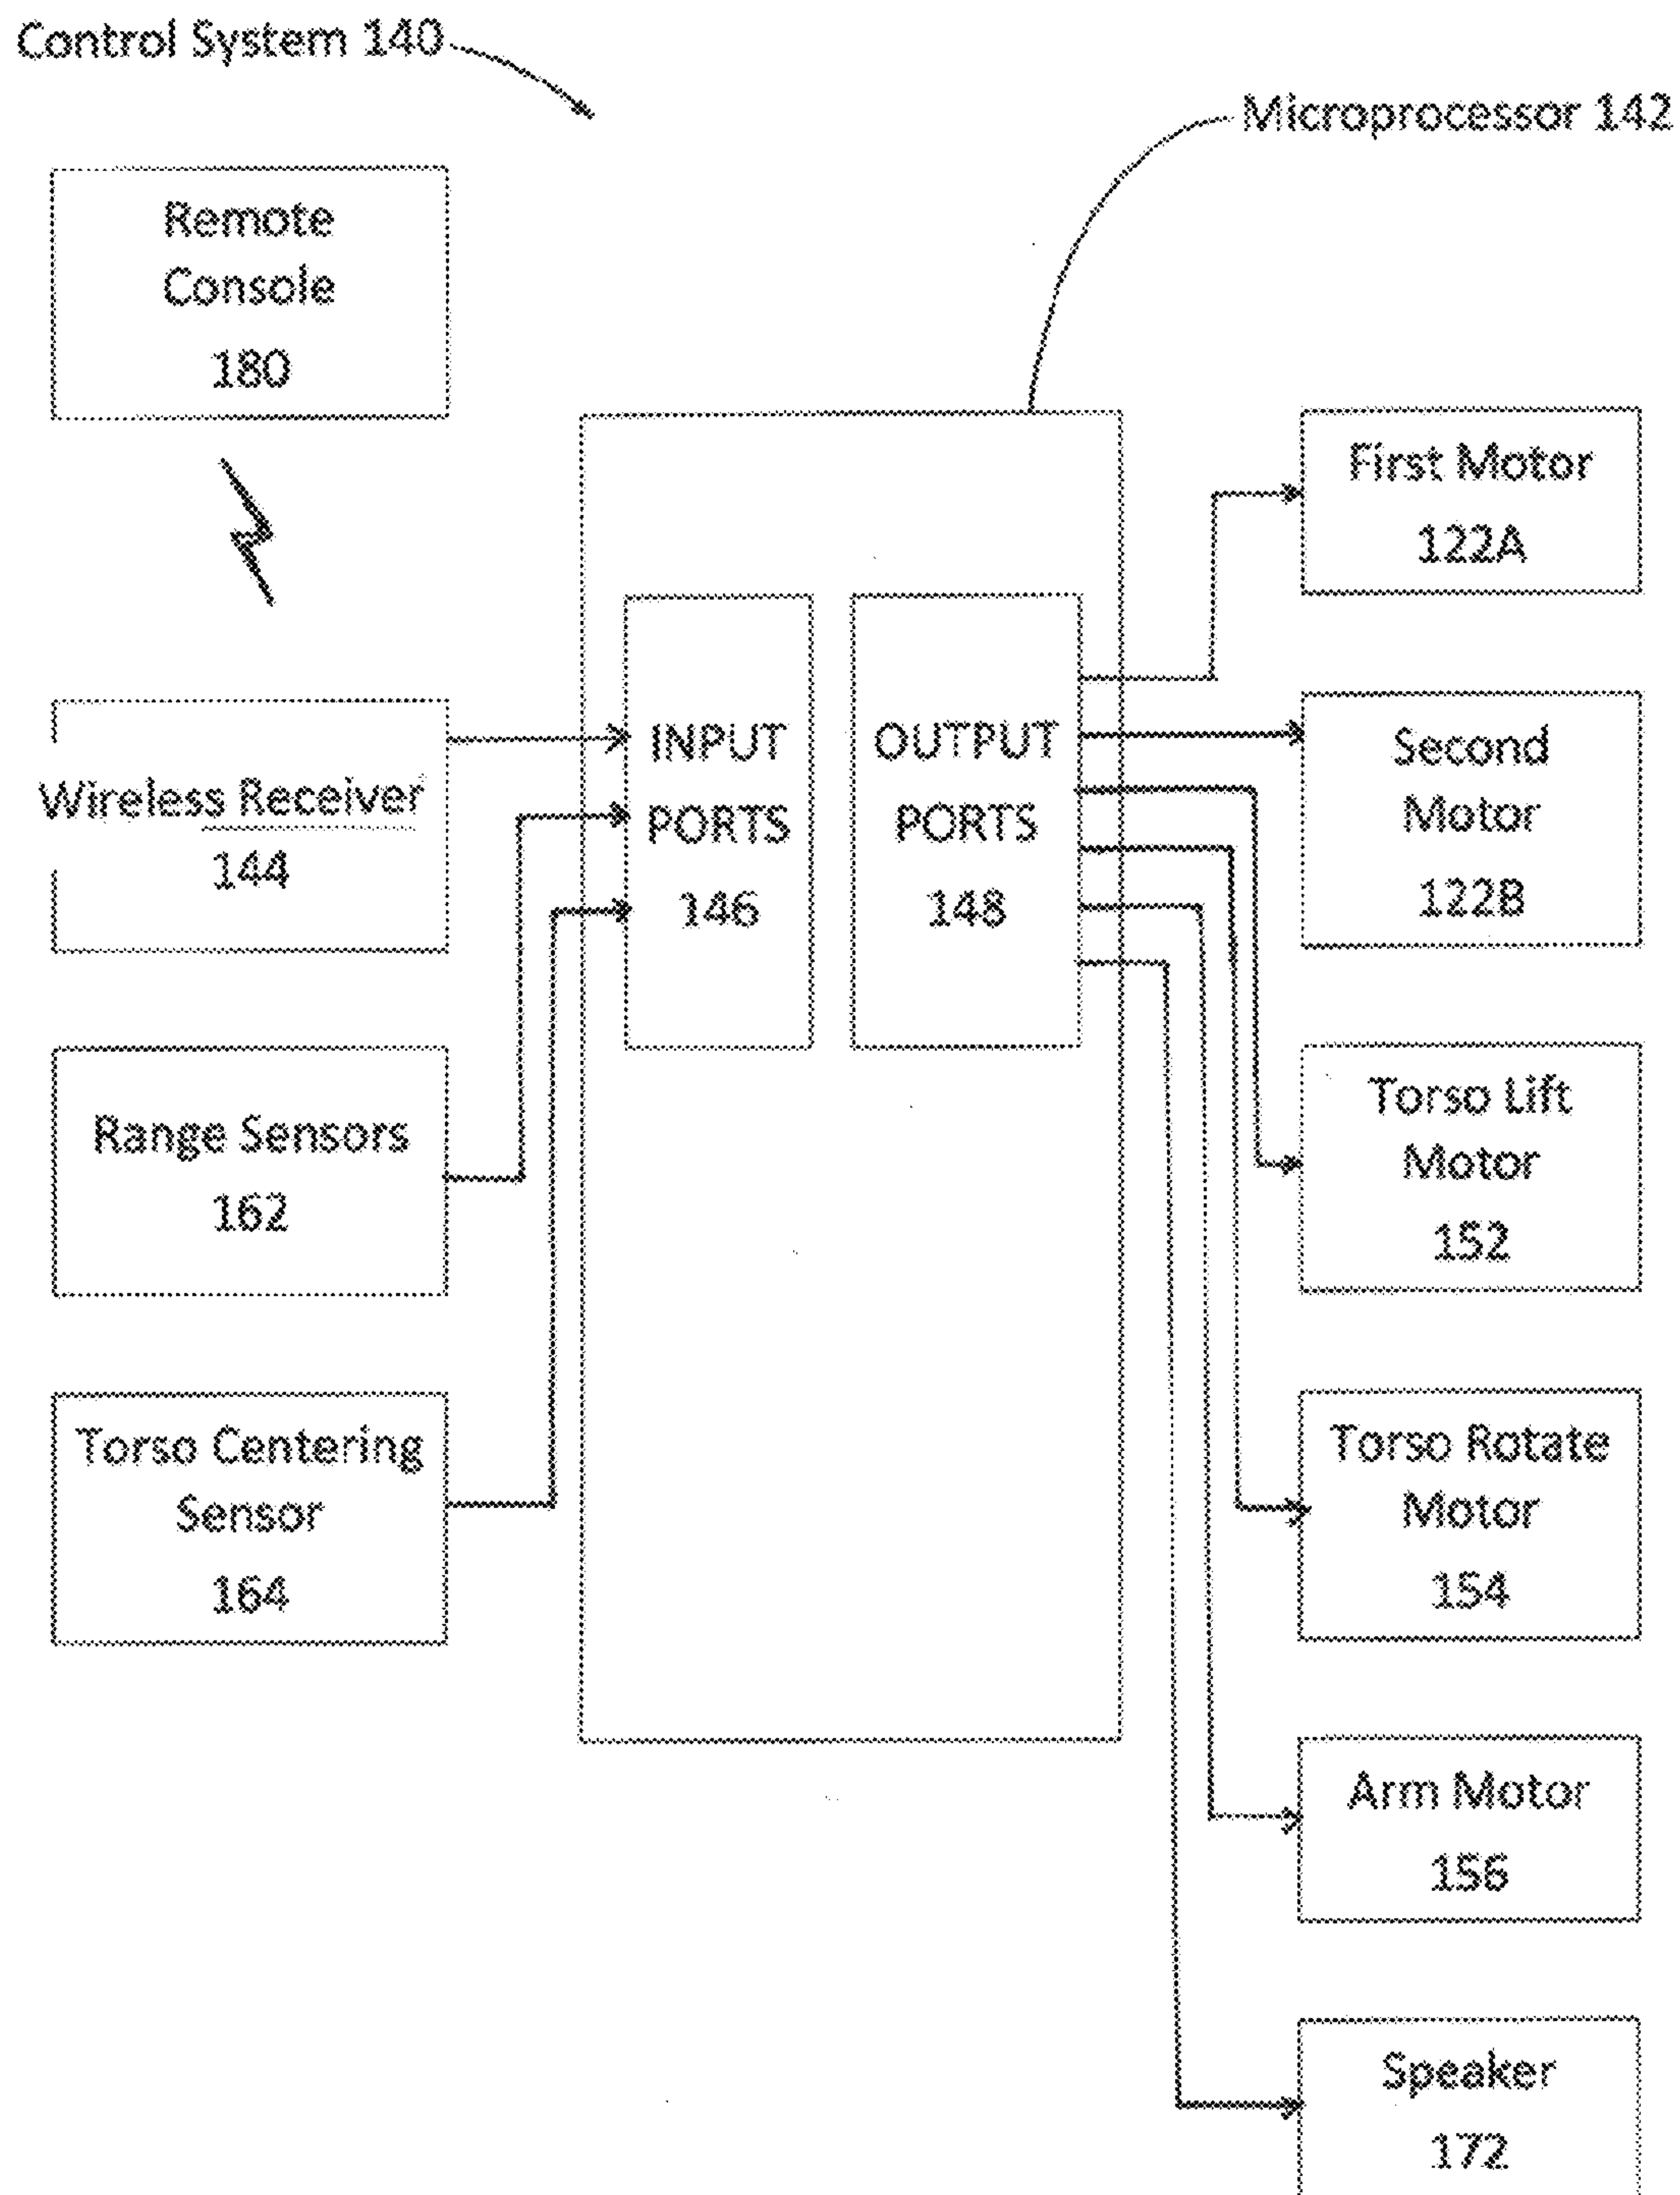 Control System 140
Microprocessor 142
Remote
Console
180
Wireless Receiver
144
Range Sensors
162
Torso Centering
Sensor
164
INPUT
PORTS
146
OUTPUT
PORTS
148
First Motor
122A
Second
Motor
122B
Torso Lift
Motor
152
Torso Rotate
Motor
154
Arm Motor
156
Speaker
172